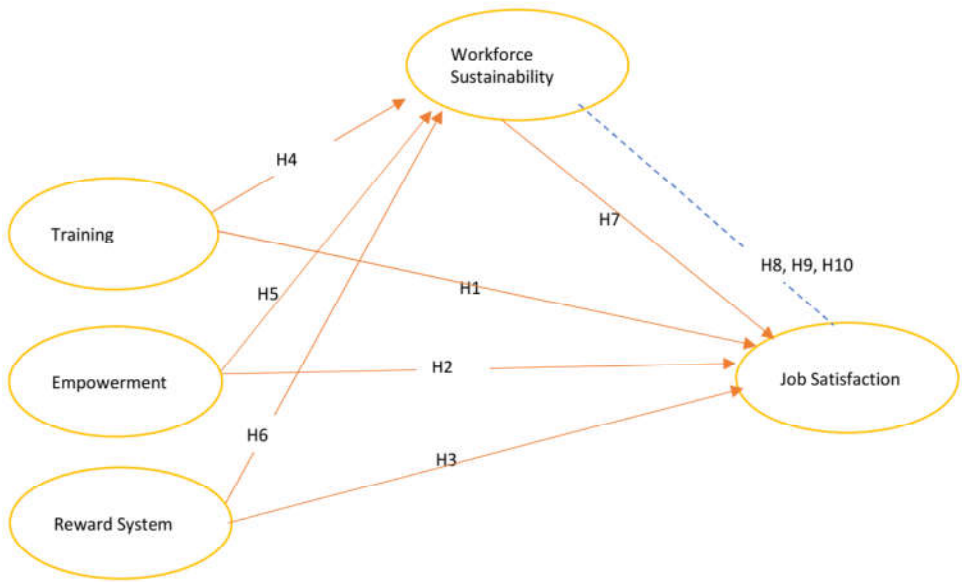 Workforce
Sustainability
H4
Training
H7
H8, H9, H10
H5
H1
H2
Empowerment
Job Satisfaction
H6
H3
Reward System